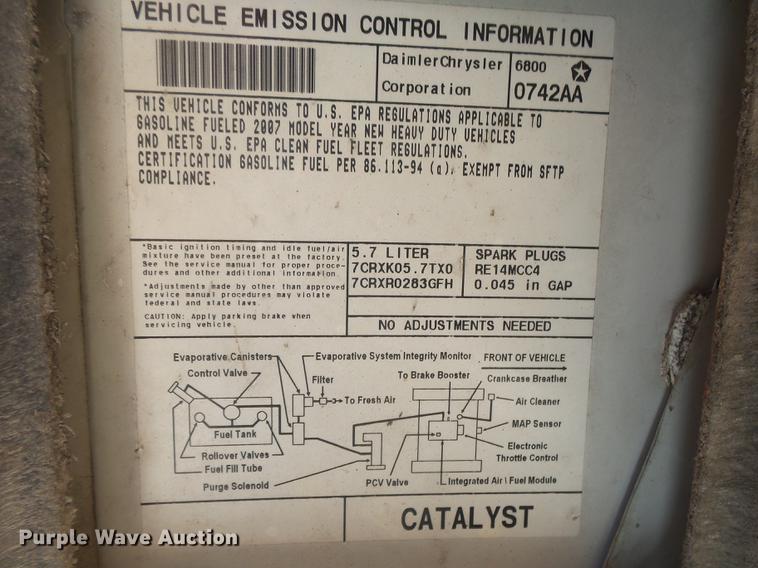 VEHICLE EMISSION CONTROL INFORMATION
DaimlerChrysler
Corporation
6800
0742AA
THIS VEHICLE CONFORMS TO U.S. EPA REGULATIONS APPLICABLE TO
GASOLINE FUELED 2007 MODEL YEAR NEW HEAVY DUTY VEHICLES
AND MEETS U.S. EPA CLEAN FUEL FLEET REGULATIONS.
CERTIFICATION GASOLINE FUEL PER 86.113-94 (a). EXEMPT FROM SFTP
COMPLIANCE.
*Basic ignition timing and idle fuel/air
mixture have been preset at the factory.
See the service manual for proper proce-
dures and other additional information.
*Adjustments made by other than approved
service manual procedures may violate
federal and state laws.
CAUTION: Apply parking brake when
servicing vehicle.
5.7 LITER
7CRXK05.7TX0
7CRXR0283GFH
SPARK PLUGS
RE14MCC4
0.045 in GAP
NO ADJUSTMENTS NEEDED
Evaporative Canisters
Control Valve
Evaporative System Integrity Monitor
Filter
To Fresh Air
Fuel Tank
Rollover Valves
Fuel Fill Tube
Purge Solenoid
FRONT OF VEHICLE
To Brake Booster
Crankcase Breather
Air Cleaner
MAP Sensor
Electronic
Throttle Control
PCV Valve
Integrated Air \ Fuel Module
CATALYST
Purple Wave Auction